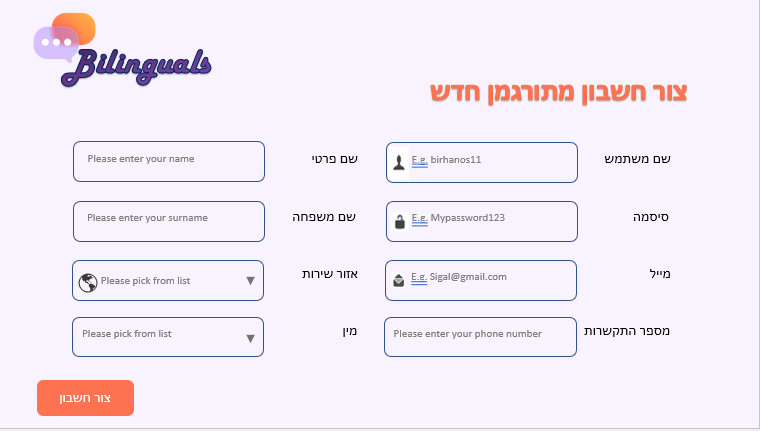 Bilinguals
צור חשבון מתורגמן חדש
שם משתמש
E.g. birhanos11
שם פרטי
Please enter your name
סיסמה
E.g. Mypassword123
שם משפחה
Please enter your surname
מייל
E.g. Sigal@gmail.com
אזור שירות
Please pick from list
מספר התקשרות
Please enter your phone number
מין
Please pick from list
צור חשבון